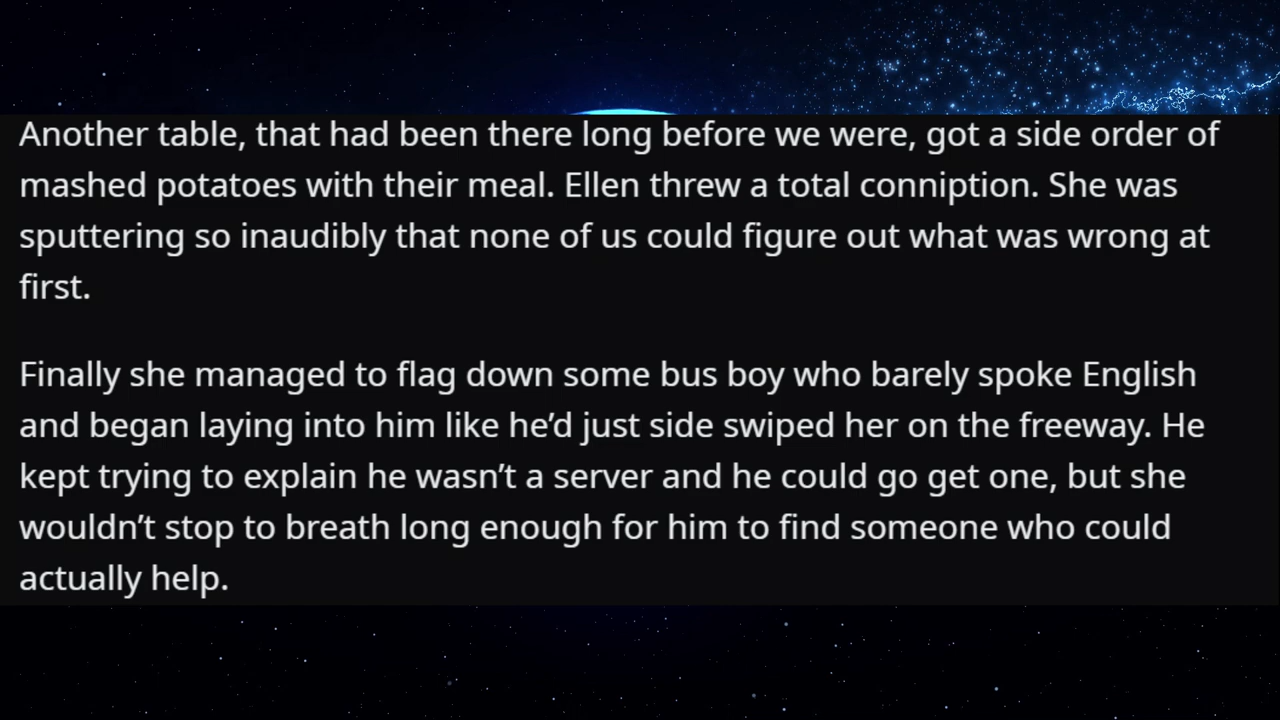 Another table, that had been there long before we were, got a side order of
mashed potatoes with their meal. Ellen threw a total conniption. She was
sputtering so inaudibly that none of us could figure out what was wrong at
first.
Finally she managed to flag down some bus boy who barely spoke English
and began laying into him like he’d just side swiped her on the freeway. He
kept trying to explain he wasn’t a server and he could go get one, but she
wouldn’t stop to breath long enough for him to find someone who could
actually help.